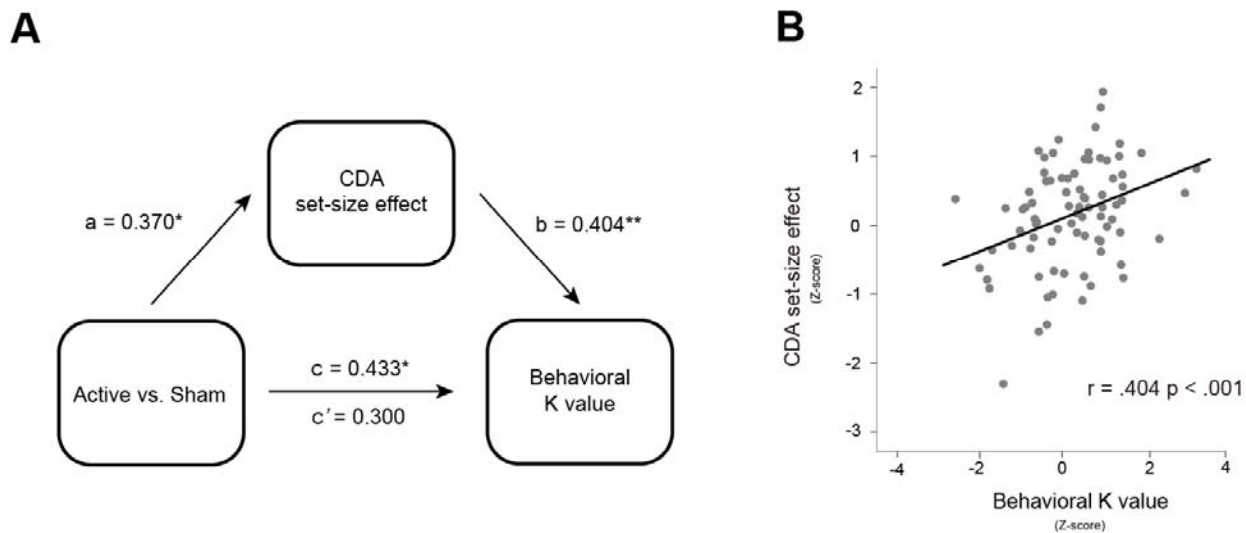 A
CDA
set-size effect
a = 0.370*
b = 0.404**
Active vs. Sham
c = 0.433*
c′ = 0.300
Behavioral
K value
B
CDA set-size effect
(Z-score)
2
1
0
-1
-2
-3
r = .404 p < .001
-4
-2
0
2
4
Behavioral K value
(Z-score)